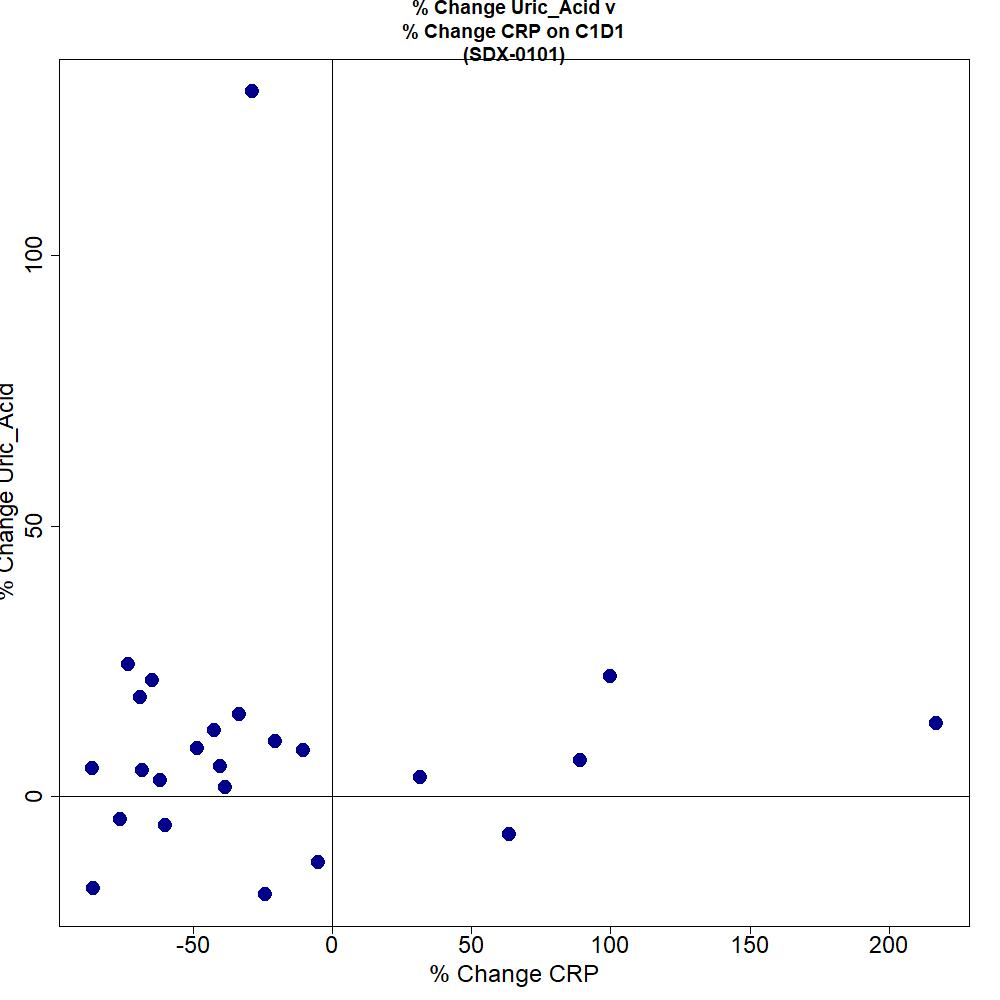 % Change Uric_Acid v
% Change CRP on C1D1
(SDX-0101)
100
50
0
% Change Uric_Acid
-50
0
50
100
150
200
% Change CRP